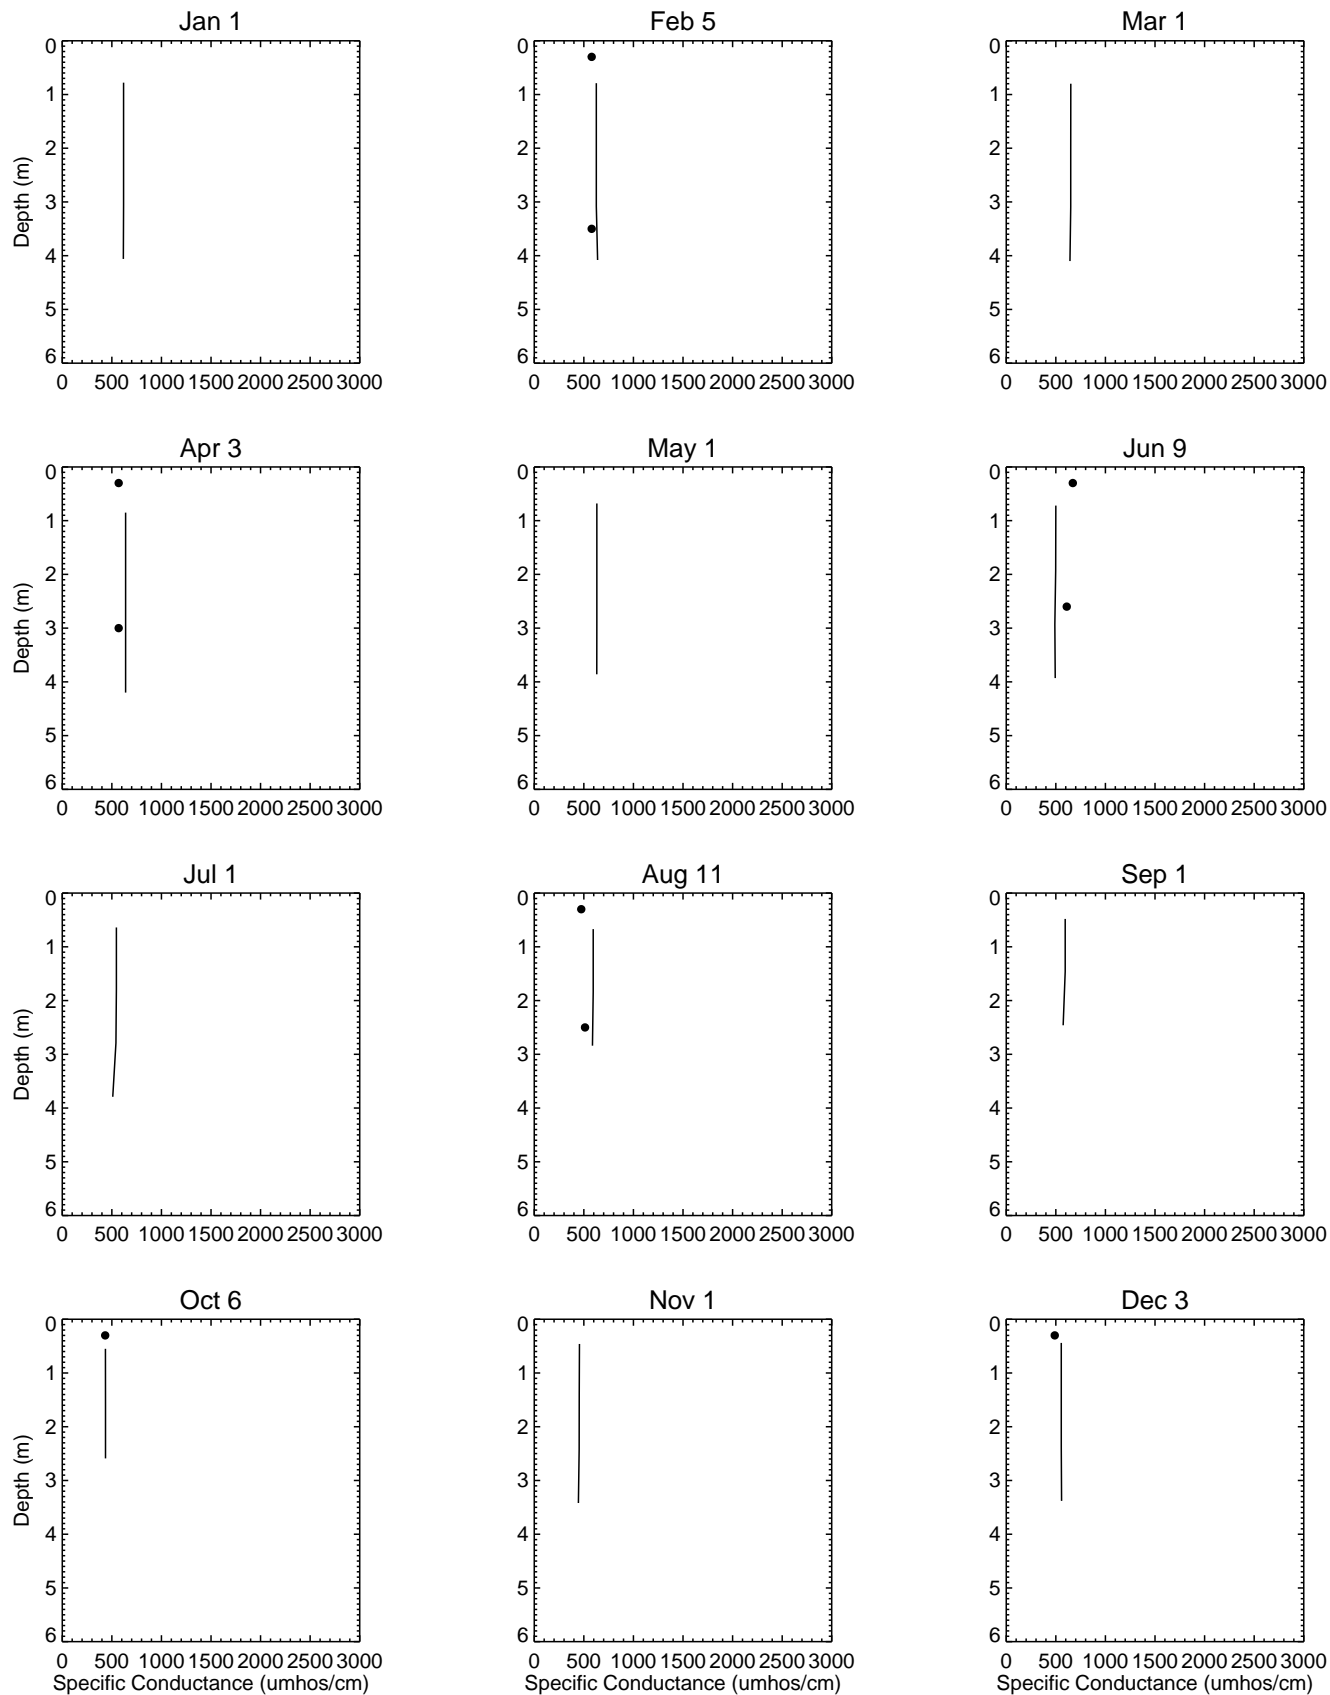 Jan 1
Feb 5
Mar 1
0 0 0
1 1 1
2 2 2
3 3 3
4 4 4
5 5 5
6 6 6
Depth (m)
0 500 1000 1500 2000 2500 3000 0 500 1000 1500 2000 2500 3000 0 500 1000 1500 2000 2500 3000
Apr 3
May 1
Jun 9
0 0 0
1 1 1
2 2 2
3 3 3
4 4 4
5 5 5
6 6 6
Depth (m)
0 500 1000 1500 2000 2500 3000 0 500 1000 1500 2000 2500 3000 0 500 1000 1500 2000 2500 3000
Jul 1
Aug 11
Sep 1
0 0 0
1 1 1
2 2 2
3 3 3
4 4 4
5 5 5
6 6 6
Depth (m)
0 500 1000 1500 2000 2500 3000 0 500 1000 1500 2000 2500 3000 0 500 1000 1500 2000 2500 3000
Oct 6
Nov 1
Dec 3
0 0 0
1 1 1
2 2 2
3 3 3
4 4 4
5 5 5
6 6 6
Depth (m)
0 500 1000 1500 2000 2500 3000 0 500 1000 1500 2000 2500 3000 0 500 1000 1500 2000 2500 3000
Specific Conductance (umhos/cm)
Specific Conductance (umhos/cm)
Specific Conductance (umhos/cm)